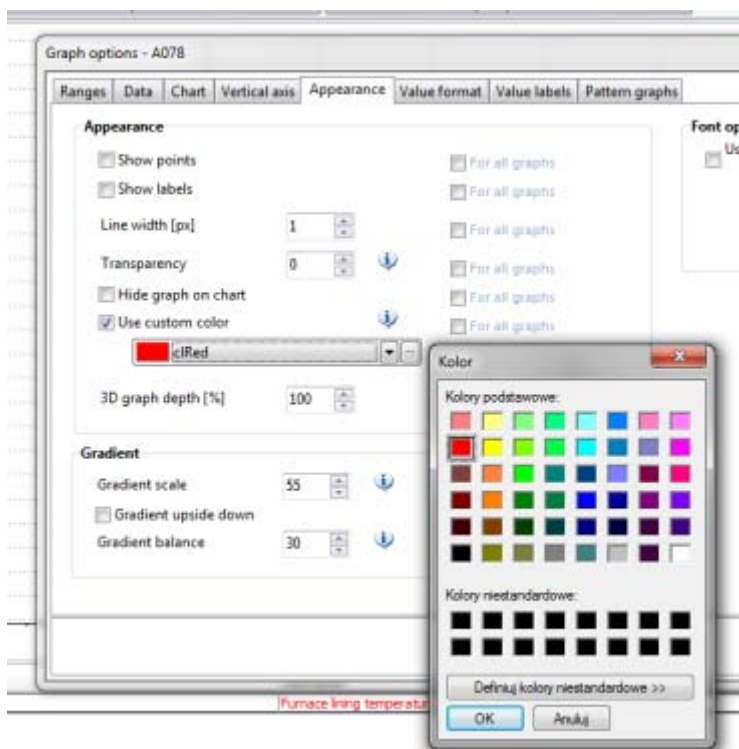 Graph options - A078
Ranges Data Chart Vertical axis Appearance Value format Value labels Pattern graphs
Appearance
Font op
Show points
For all graphs
Us
Show labels
For all graphs
Line width [px] 1
For all graphs
Transparency 0
For all graphs
Hide graph on chart
For all graphs
Use custom color
For all graphs
clRed
3D graph depth [%] 100
Gradient
Gradient scale 55
Gradient upside down
Gradient balance 30
Kolor
Kolory podstawowe:
Kolory niestandardowe:
Definiuj kolory niestandardowe >>
OK Anuluj
Furnace lining temperatur